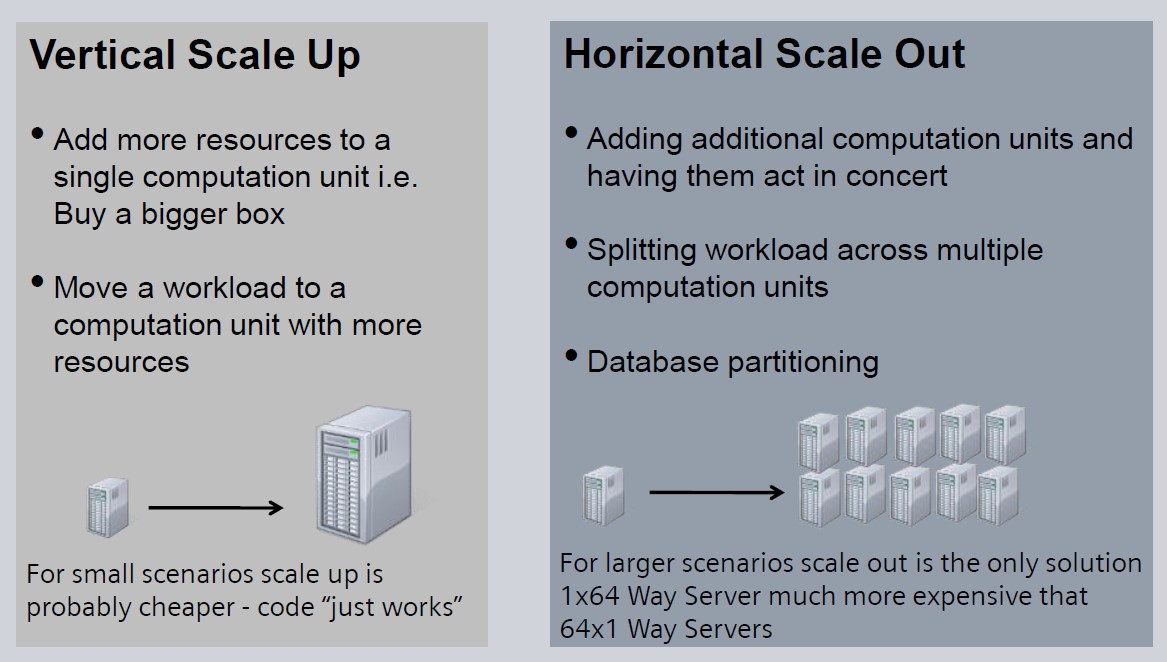 Vertical Scale Up
• Add more resources to a
single computation unit i.e.
Buy a bigger box
• Move a workload to a
computation unit with more
resources
For small scenarios scale up is
probably cheaper - code “just works”
Horizontal Scale Out
• Adding additional computation units and
having them act in concert
• Splitting workload across multiple
computation units
• Database partitioning
For larger scenarios scale out is the only solution
1x64 Way Server much more expensive that
64x1 Way Servers